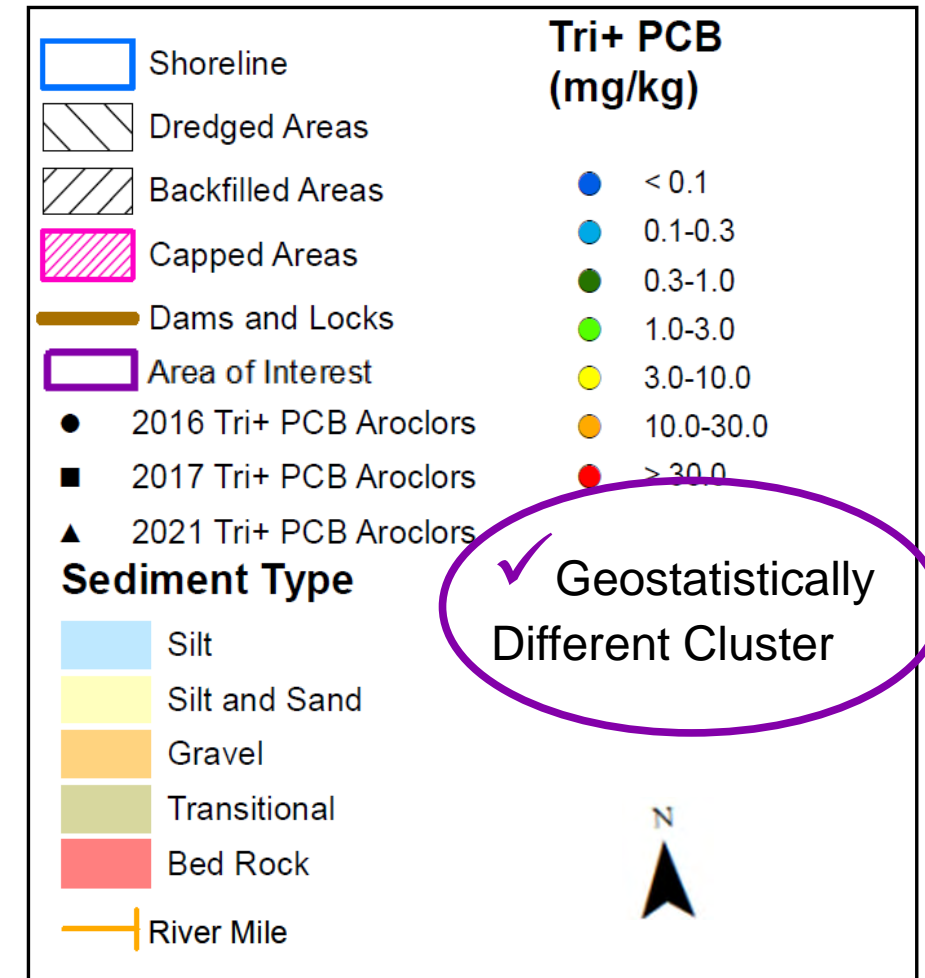 Shoreline
Dredged Areas
Backfilled Areas
Capped Areas
Dams and Locks
Area of Interest
2016 Tri+ PCB Aroclors
2017 Tri+ PCB Aroclors
2021 Tri+ PCB Aroclors
Sediment Type
Silt
Silt and Sand
Gravel
Transitional
Bed Rock
River Mile
Tri+ PCB
(mg/kg)
< 0.1
0.1-0.3
0.3-1.0
1.0-3.0
3.0-10.0
10.0-30.0
> 30.0
✓ Geostatistically
Different Cluster
N